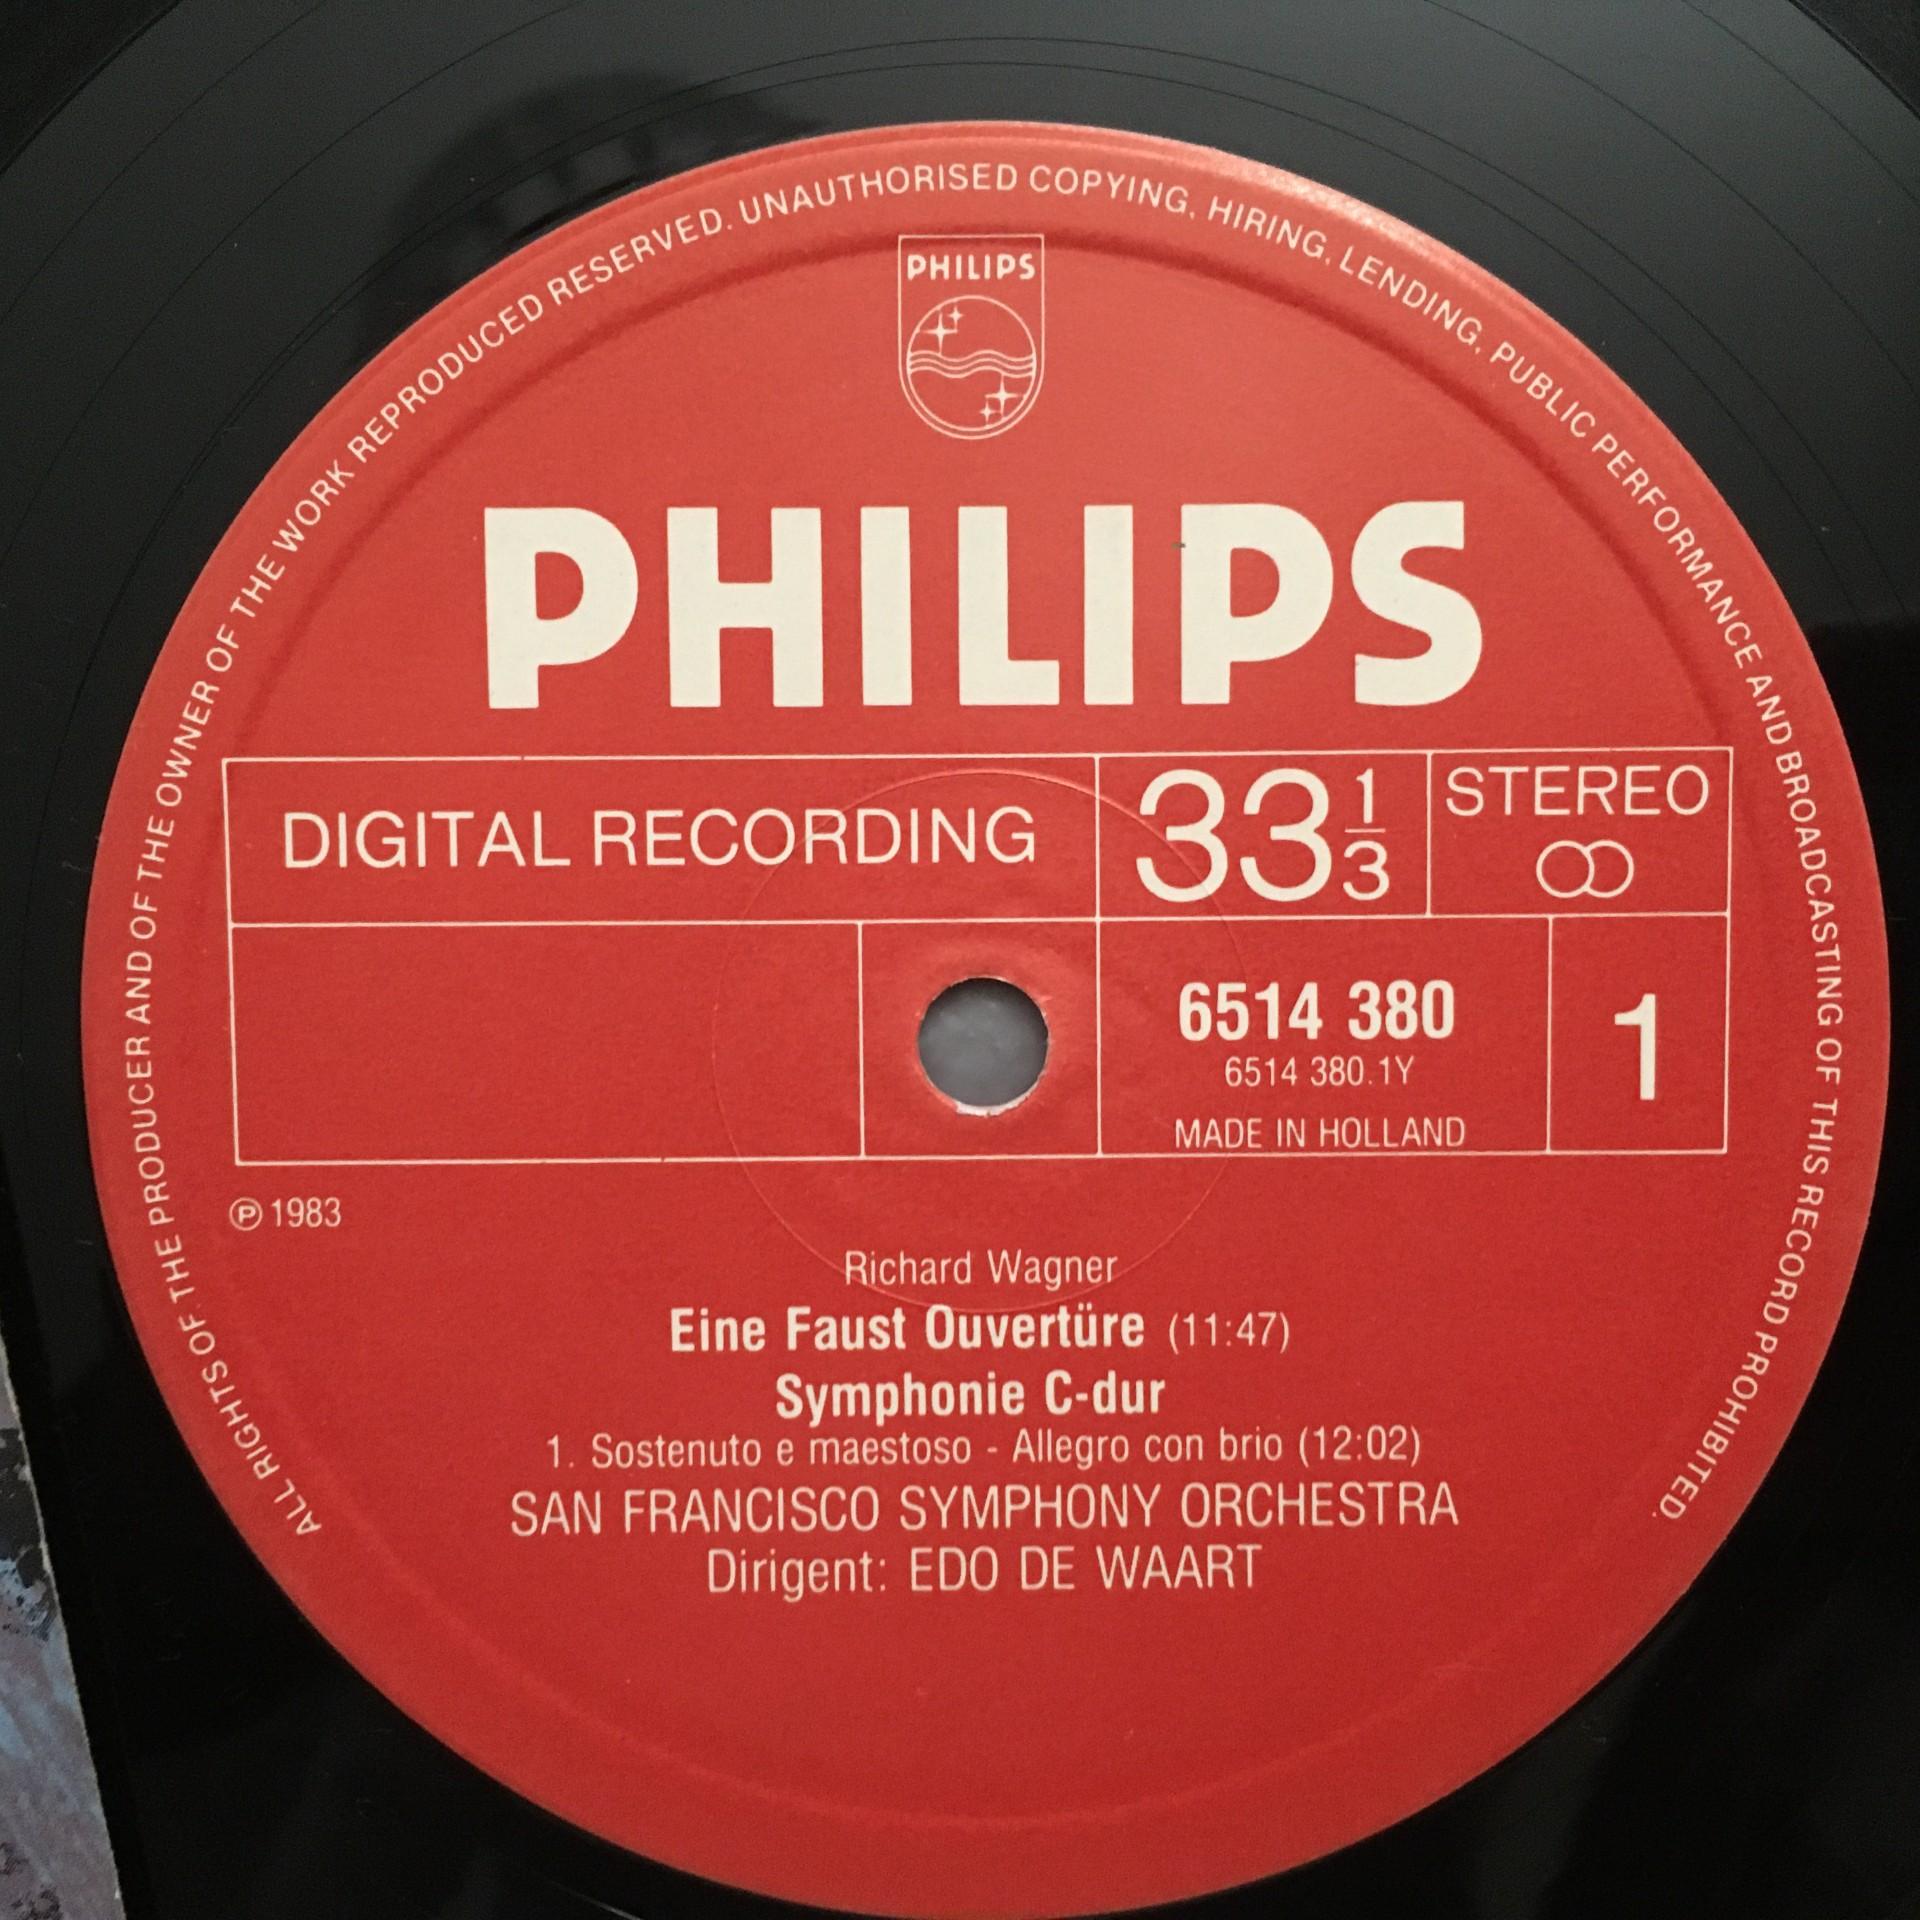 ALL RIGHTS OF THE PRODUCER AND OF THE OWNER OF THE WORK REPRODUCED RESERVED. UNAUTHORISED COPYING, HIRING, LENDING, PUBLIC PERFORMANCE AND BROADCASTING OF THIS RECORD PROHIBITED.
PHILIPS
PHILIPS
DIGITAL RECORDING
33 1/3
STEREO
6514 380
6514 380.1Y
MADE IN HOLLAND
1
℗ 1983
Richard Wagner
Eine Faust Ouvertüre (11:47)
Symphonie C-dur
1. Sostenuto e maestoso - Allegro con brio (12:02)
SAN FRANCISCO SYMPHONY ORCHESTRA
Dirigent: EDO DE WAART